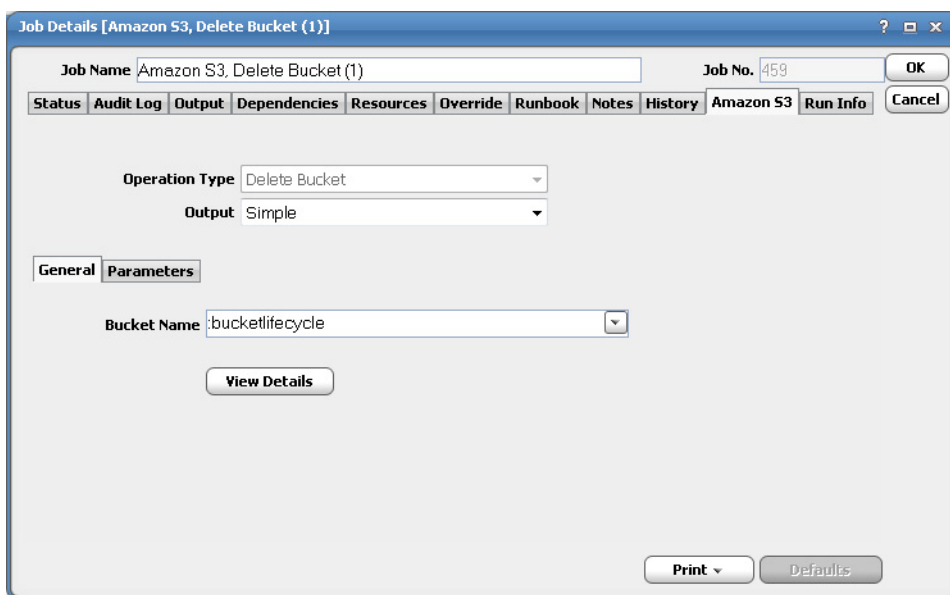 Job Details [Amazon S3, Delete Bucket (1)] ?
Job Name Amazon S3, Delete Bucket (1) Job No. 459 OK
Status Audit Log Output Dependencies Resources Override Runbook Notes History Amazon S3 Run Info Cancel
Operation Type Delete Bucket
Output Simple
General Parameters
Bucket Name :bucketlifecycle
View Details
Print Defaults